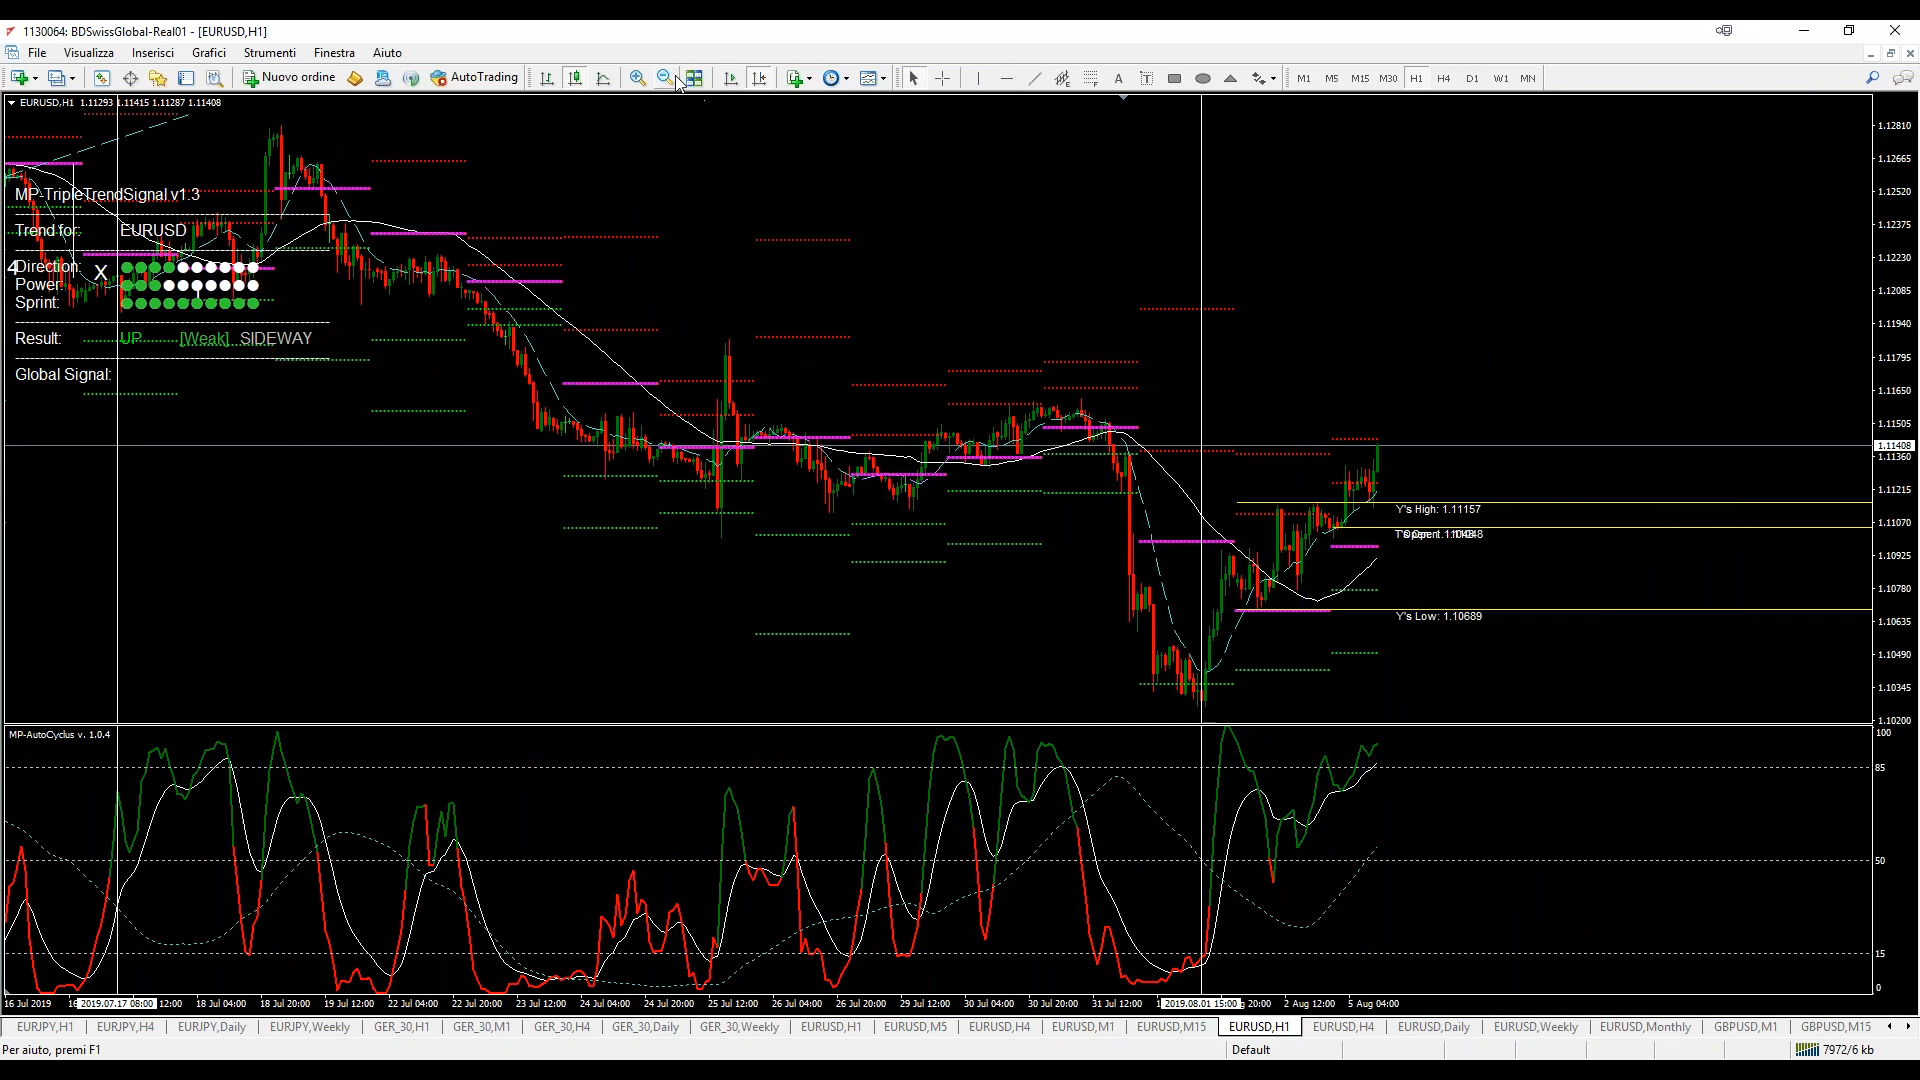 1130064: BDSwissGlobal-Real01 - [EURUSD,H1]
File Visualizza Inserisci Grafici Strumenti Finestra Aiuto
Nuovo ordine AutoTrading A T M1 M5 M15 M30 H1 H4 D1 W1 MN
EURUSD,H1 1.11293 1.11415 1.11287 1.11408
MP-TripleTrendSignal v1.3
Trend for: EURUSD
4 Direction: X
Power:
Sprint:
Result: UP [Weak] SIDEWAY
Global Signal:
1.12810
1.12665
1.12520
1.12375
1.12230
1.12085
1.11940
1.11795
1.11650
1.11505
1.11408
1.11360
1.11215
1.11070
1.10925
1.10780
1.10635
1.10490
1.10345
1.10200
Y's High: 1.11157
Y's Low: 1.10689
MP-AutoCyclus v. 1.0.4
100
85
50
15
0
16 Jul 2019 2019.07.17 08:00 12:00 18 Jul 04:00 18 Jul 20:00 19 Jul 12:00 22 Jul 04:00 22 Jul 20:00 23 Jul 12:00 24 Jul 04:00 24 Jul 20:00 25 Jul 12:00 26 Jul 04:00 26 Jul 20:00 29 Jul 12:00 30 Jul 04:00 30 Jul 20:00 31 Jul 12:00 2019.08.01 15:00 20:00 2 Aug 12:00 5 Aug 04:00
EURJPY,H1 EURJPY,H4 EURJPY,Daily EURJPY,Weekly GER_30,H1 GER_30,M1 GER_30,H4 GER_30,Daily GER_30,Weekly EURUSD,H1 EURUSD,M5 EURUSD,H4 EURUSD,M1 EURUSD,M15 EURUSD,H1 EURUSD,H4 EURUSD,Daily EURUSD,Weekly EURUSD,Monthly GBPUSD,M1 GBPUSD,M15
Per aiuto, premi F1 Default 7972/6 kb